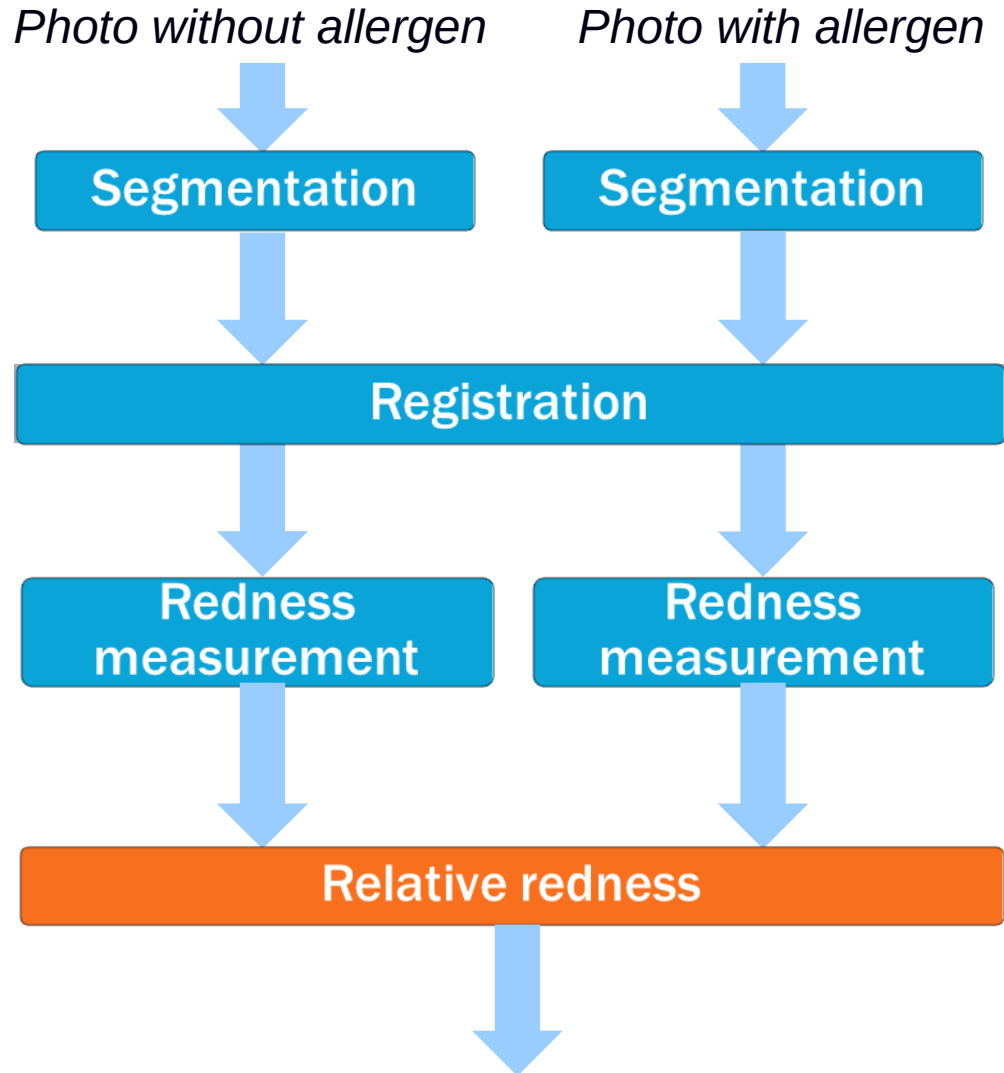 Photo without allergen
Photo with allergen
Segmentation
Segmentation
Registration
Redness
measurement
Redness
measurement
Relative redness